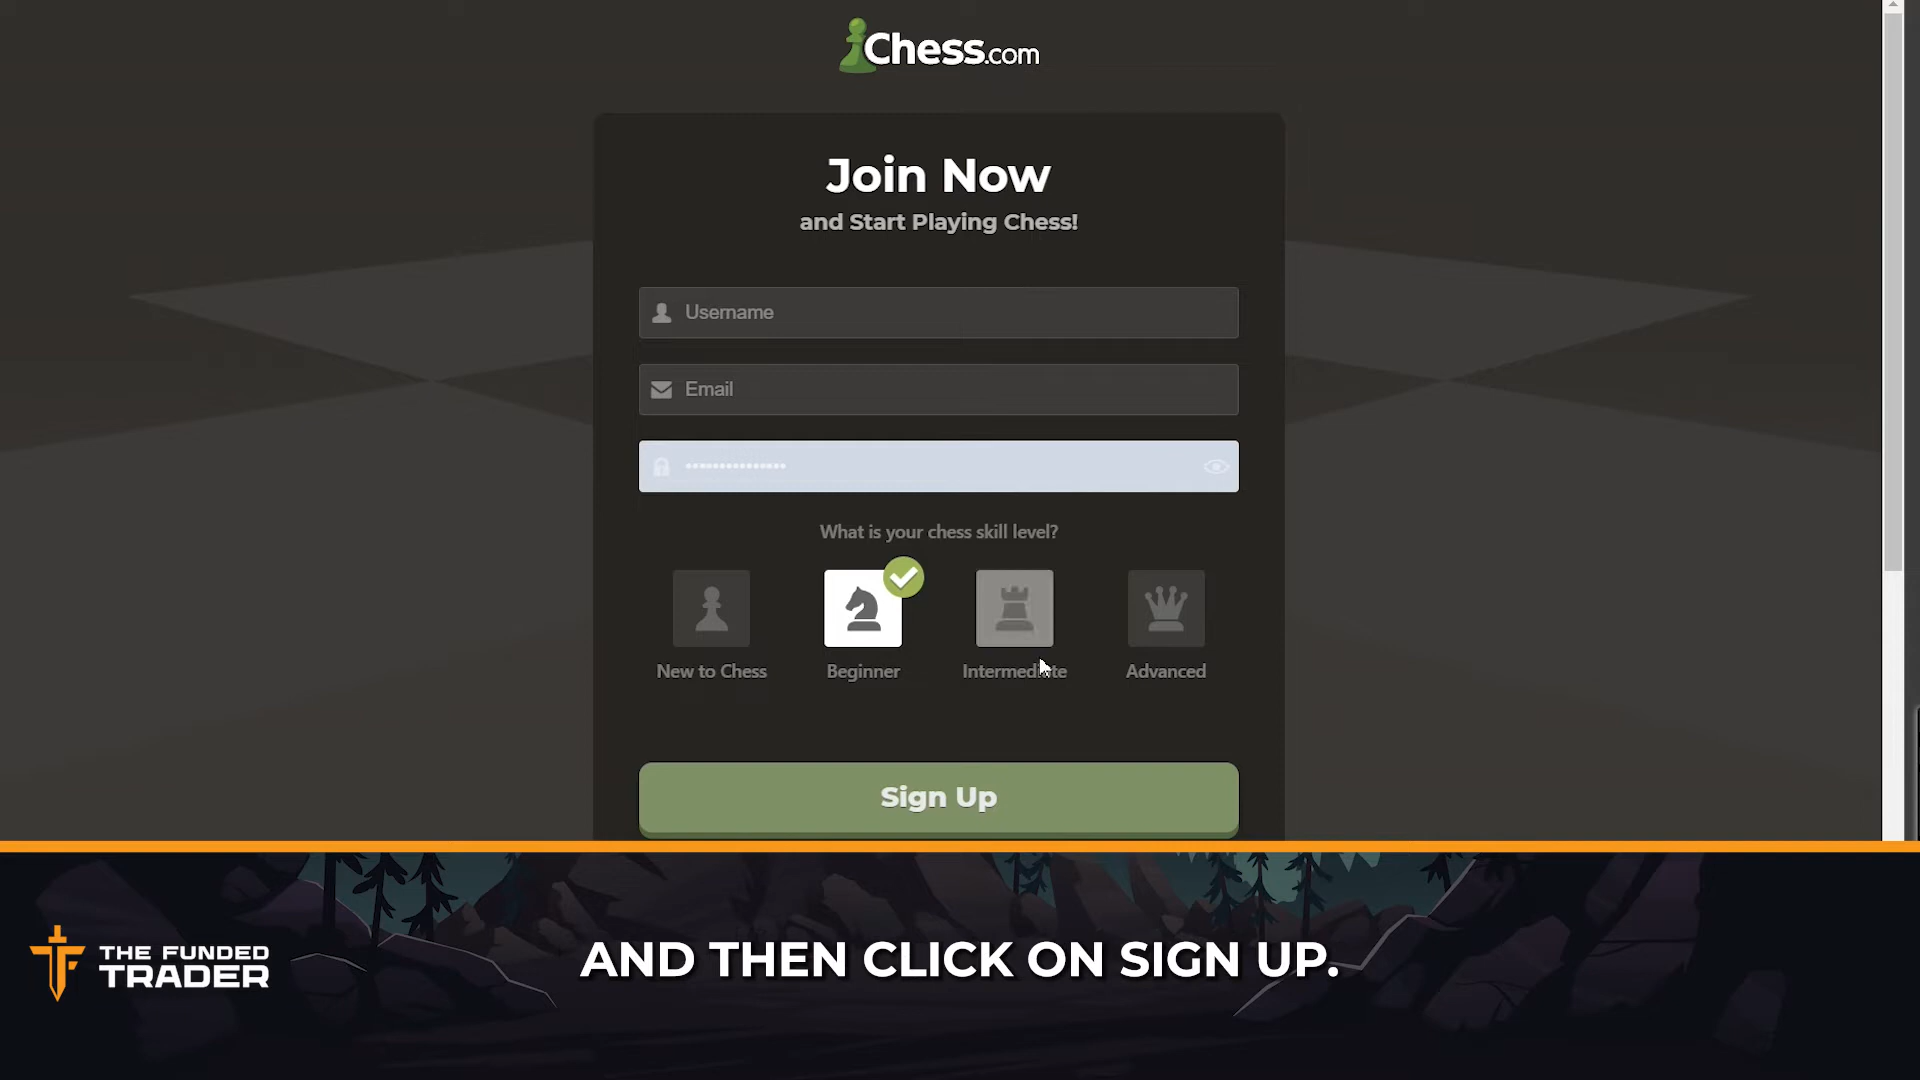 Chess.com
Join Now
and Start Playing Chess!
Username
Email
•••••••••••••••
What is your chess skill level?
New to Chess
Beginner
Intermediate
Advanced
Sign Up
THE FUNDED
TRADER
AND THEN CLICK ON SIGN UP.